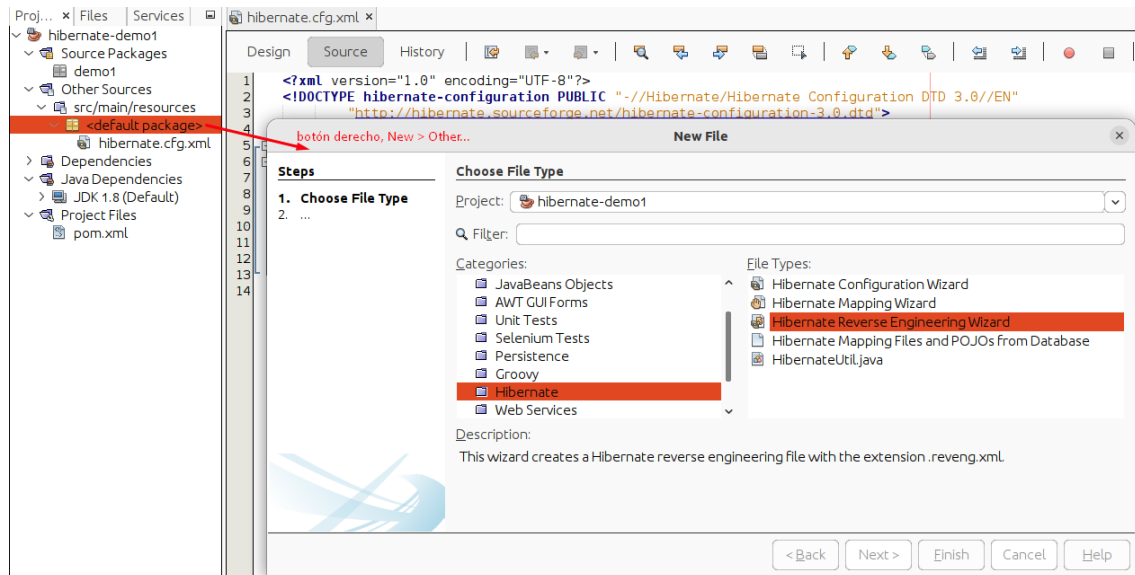 Proj... × Files Services
hibernate-demo1
Source Packages
demo1
Other Sources
src/main/resources
<default package>
hibernate.cfg.xml
Dependencies
Java Dependencies
JDK 1.8 (Default)
Project Files
pom.xml
hibernate.cfg.xml ×
Design Source History
1 <?xml version="1.0" encoding="UTF-8"?>
2 <!DOCTYPE hibernate-configuration PUBLIC "-//Hibernate/Hibernate Configuration DTD 3.0//EN"
3 "http://hibernate.sourceforge.net/hibernate-configuration-3.0.dtd">
4
5
6
7
8
9
10
11
12
13
14
botón derecho, New > Other...
New File
Steps
1. Choose File Type
2. ...
Choose File Type
Project: hibernate-demo1
Filter:
Categories:
JavaBeans Objects
AWT GUI Forms
Unit Tests
Selenium Tests
Persistence
Groovy
Hibernate
Web Services
File Types:
Hibernate Configuration Wizard
Hibernate Mapping Wizard
Hibernate Reverse Engineering Wizard
Hibernate Mapping Files and POJOs from Database
HibernateUtil.java
Description:
This wizard creates a Hibernate reverse engineering file with the extension .reveng.xml.
< Back Next > Finish Cancel Help